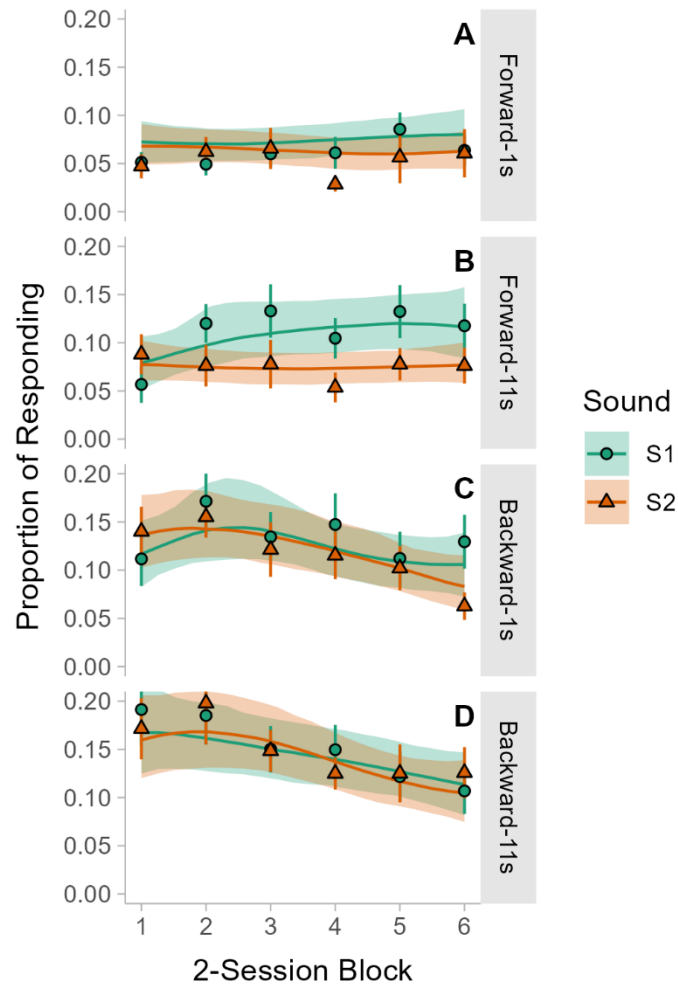 Proportion of Responding
0.20
0.15
0.10
0.05
0.00
A
Forward-1s
0.20
0.15
0.10
0.05
0.00
B
Forward-11s
0.20
0.15
0.10
0.05
0.00
C
Backward-1s
0.20
0.15
0.10
0.05
0.00
D
Backward-11s
1 2 3 4 5 6
2-Session Block
Sound
S1
S2